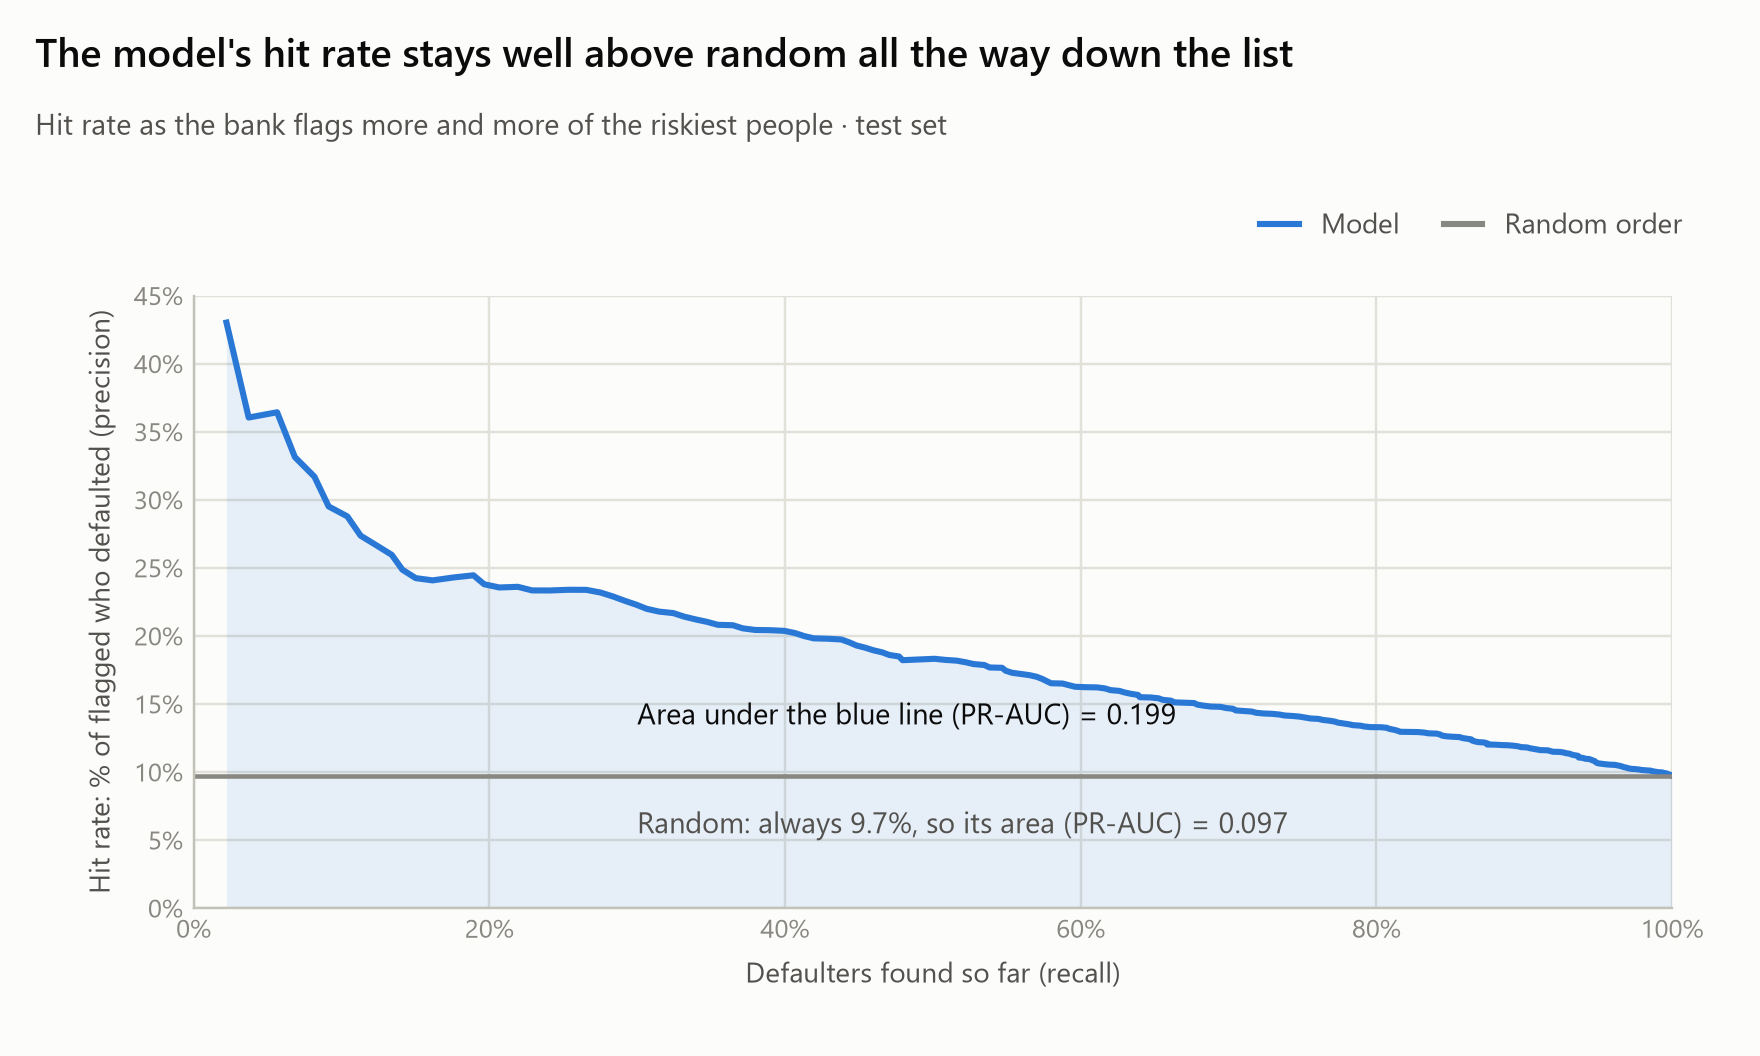 The model's hit rate stays well above random all the way down the list
Hit rate as the bank flags more and more of the riskiest people · test set
Model
Random order
Hit rate: % of flagged who defaulted (precision)
45%
40%
35%
30%
25%
20%
15%
10%
5%
0%
Area under the blue line (PR-AUC) = 0.199
Random: always 9.7%, so its area (PR-AUC) = 0.097
0%
20%
40%
60%
80%
100%
Defaulters found so far (recall)